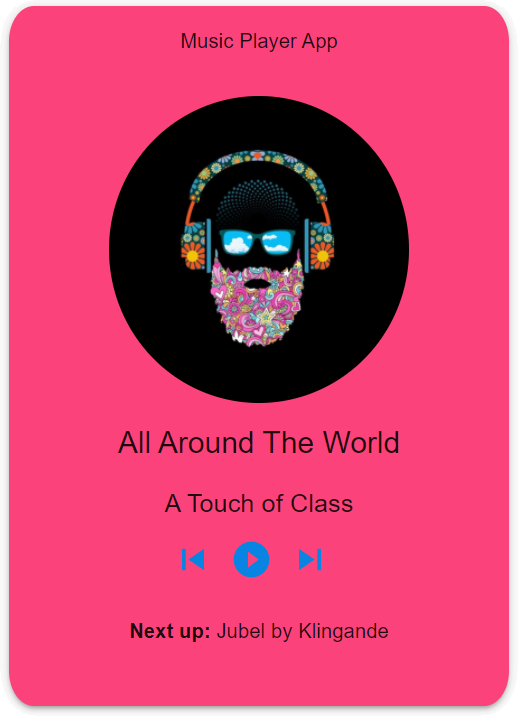 Music Player App
All Around The World
A Touch of Class
Next up: Jubel by Klingande